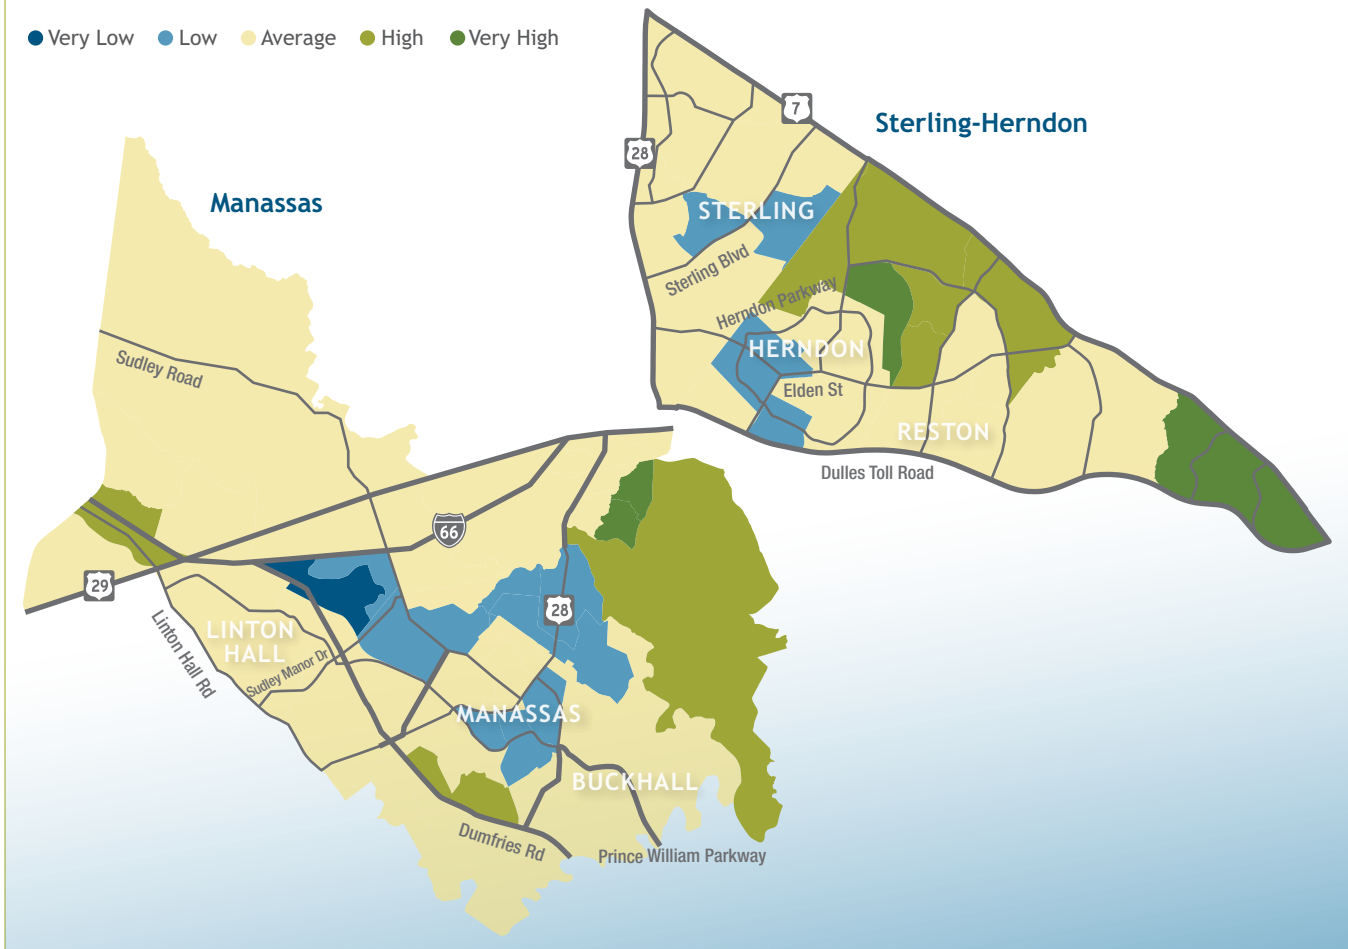 Very Low Low Average High Very High
7
Sterling-Herndon
28
Manassas
STERLING
Sterling Blvd
Herndon Parkway
HERNDON
Sudley Road
Elden St
RESTON
Dulles Toll Road
66
29
28
LINTON
HALL
Linton Hall Rd
Sudley Manor Dr
MANASSAS
BUCKHALL
Dumfries Rd
Prince William Parkway